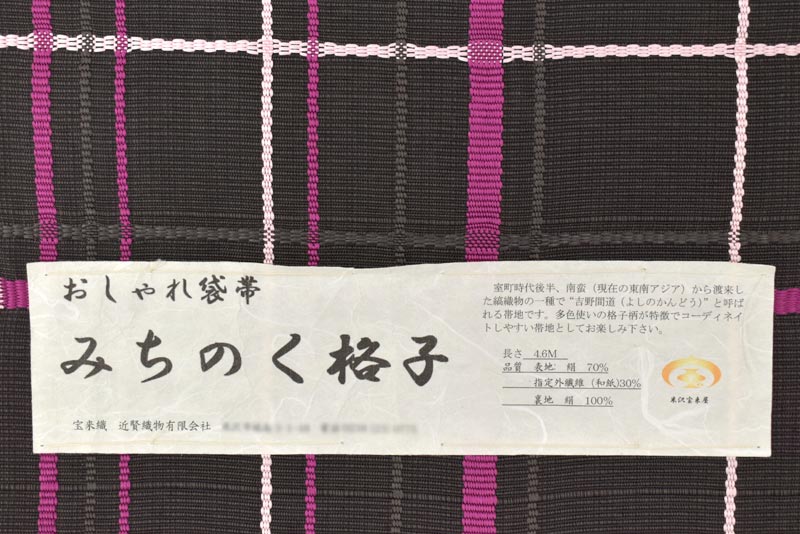 おしゃれ袋帯
みちのく格子
宝来織　近賢織物有限会社
室町時代後半、南蛮（現在の東南アジア）から渡来し
た縞織物の一種で“吉野間道（よしのかんどう）”と呼ば
れる帯地です。多色使いの格子柄が特徴でコーディネイ
トしやすい帯地としてお楽しみ下さい。
長さ　4.6M
品質　表地:　絹　70%
指定外繊維（和紙)30%
裏地　絹　100%
米沢宝来屋